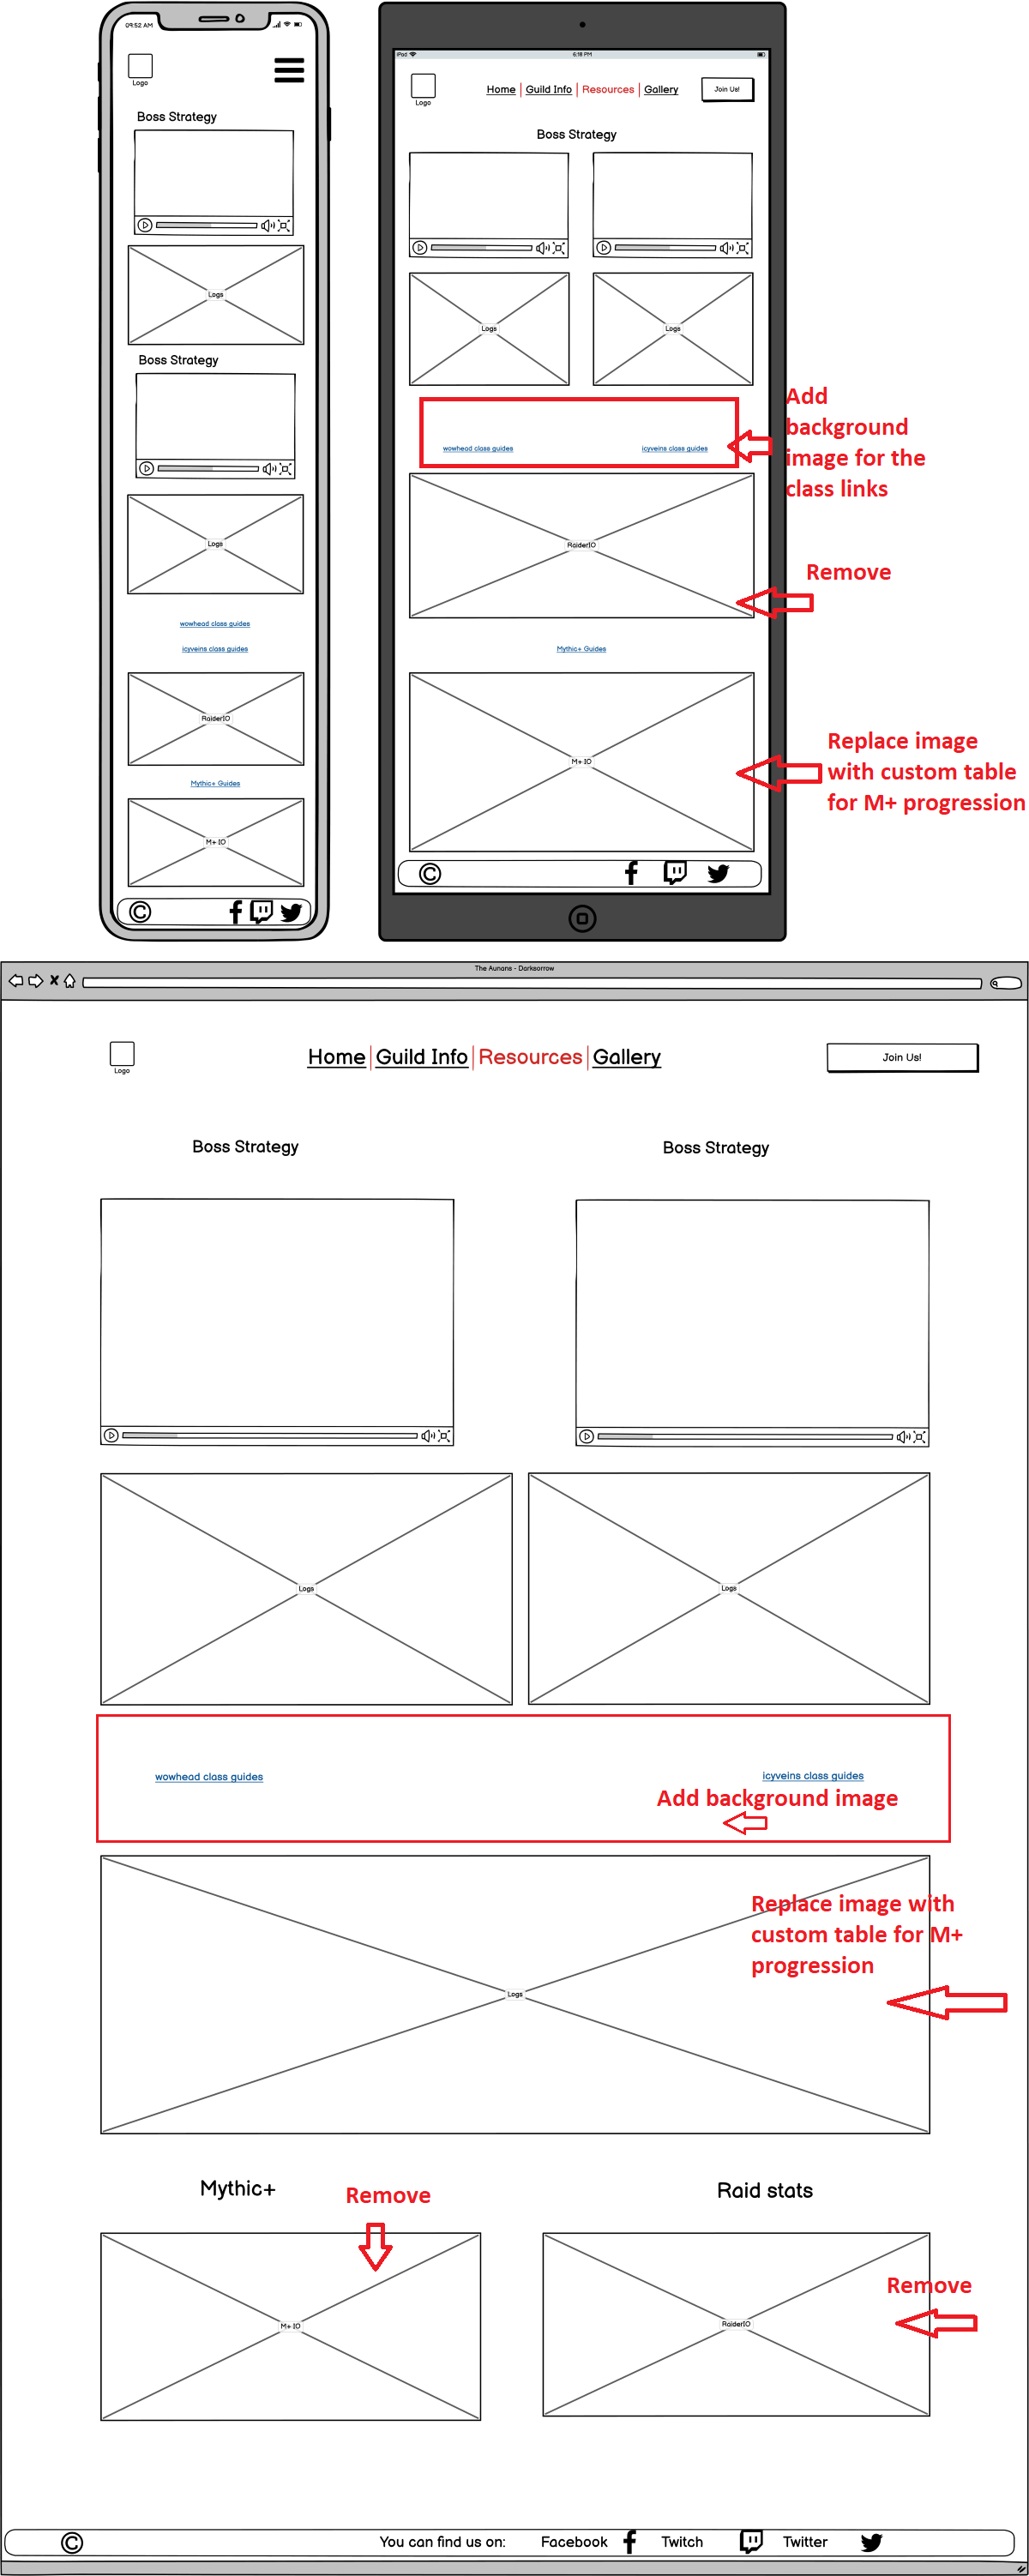 09:52 AM
Logo
Boss Strategy
Logs
Boss Strategy
Logs
wowhead class guides
icyveins class guides
RaiderIO
Mythic+ Guides
M+ IO
iPad
6:18 PM
Logo
Home
Guild Info
Resources
Gallery
Join Us!
Boss Strategy
Logs
Logs
wowhead class guides
icyveins class guides
Add
background
image for the
class links
RaiderIO
Remove
Mythic+ Guides
M+ IO
Replace image
with custom table
for M+ progression
The Aunans - Darksorrow
Logo
Home
Guild Info
Resources
Gallery
Join Us!
Boss Strategy
Boss Strategy
Logs
Logs
wowhead class guides
icyveins class guides
Add background image
Replace image with
custom table for M+
progression
Logs
Mythic+
Remove
Raid stats
M+ IO
RaiderIO
Remove
You can find us on:
Facebook
Twitch
Twitter